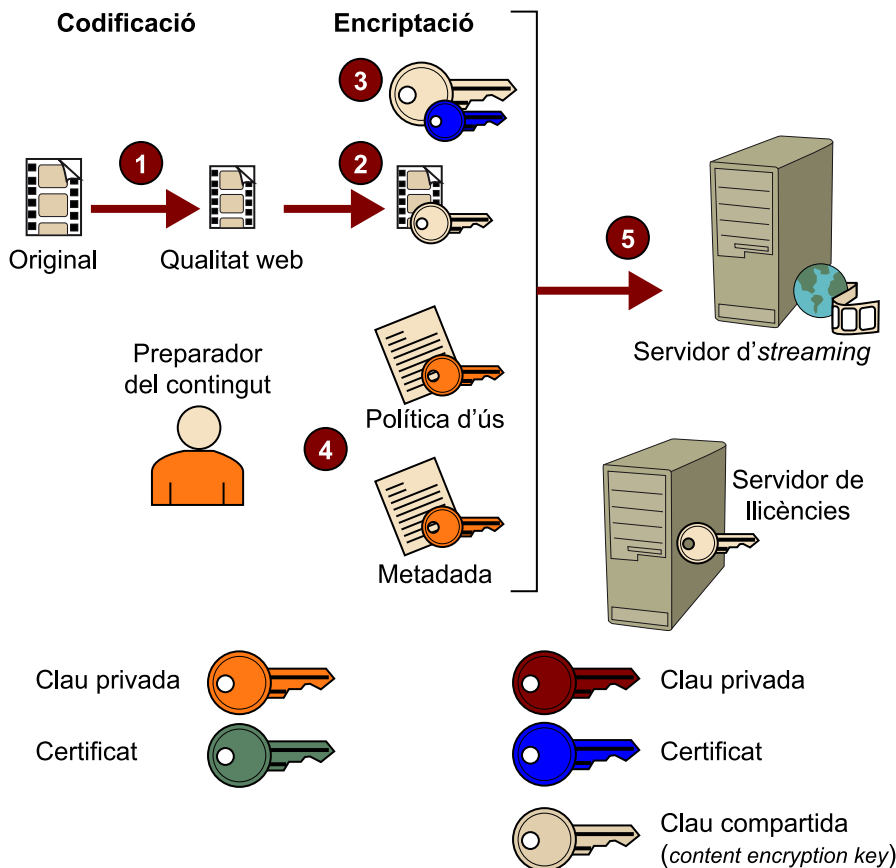 Codificació
Encriptació
3
1
2
5
Original
Qualitat web
Servidor d'streaming
Preparador
del contingut
Política d'ús
4
Servidor de
llicències
Metadada
Clau privada
Clau privada
Certificat
Certificat
Clau compartida
(content encryption key)